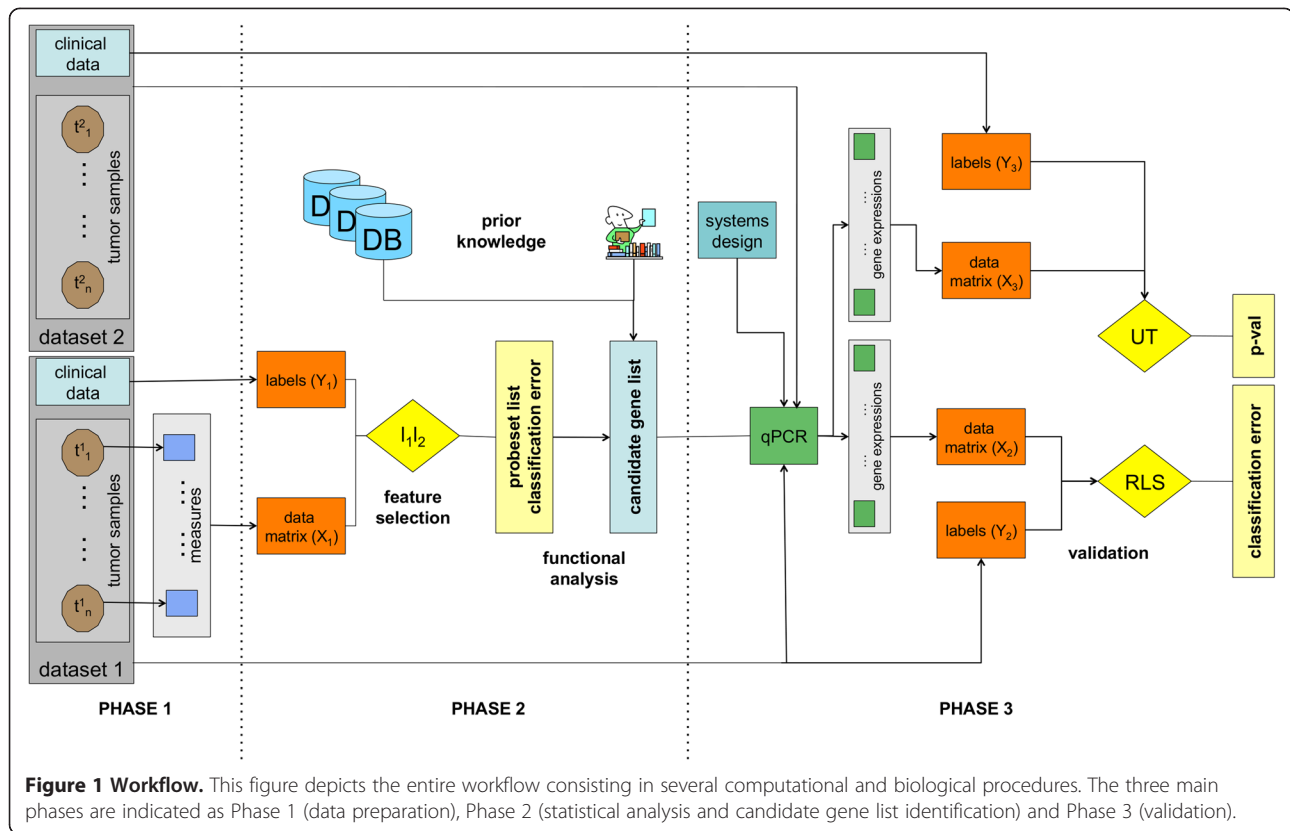 clinical
data
t²₁
⋮
⋮
t²ₙ
tumor samples
dataset 2
clinical
data
t¹₁
⋮
⋮
t¹ₙ
tumor samples
dataset 1
⋮ ⋮
measures
PHASE 1
D
D
DB
prior
knowledge
labels (Y₁)
data
matrix (X₁)
l₁l₂
feature
selection
probeset list
classification error
functional
analysis
candidate gene list
PHASE 2
systems
design
qPCR
… …
gene expressions
… …
gene expressions
labels (Y₃)
data
matrix (X₃)
data
matrix (X₂)
labels (Y₂)
UT
p-val
RLS
classification error
validation
PHASE 3
Figure 1 Workflow. This figure depicts the entire workflow consisting in several computational and biological procedures. The three main
phases are indicated as Phase 1 (data preparation), Phase 2 (statistical analysis and candidate gene list identification) and Phase 3 (validation).